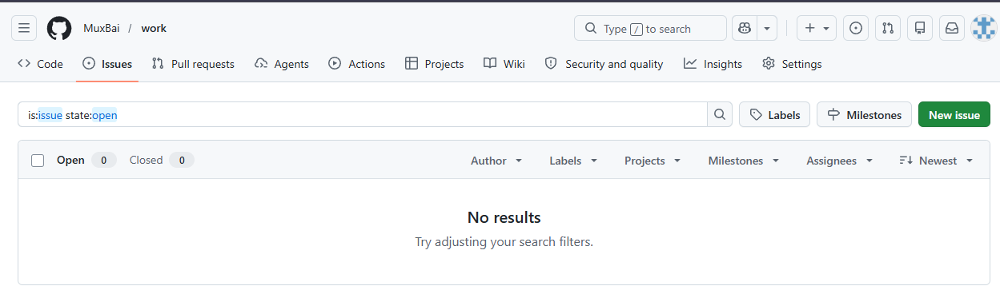 MuxBai / work Type / to search
Code Issues Pull requests Agents Actions Projects Wiki Security and quality Insights Settings
is:issue state:open Labels Milestones New issue
Open 0 Closed 0 Author Labels Projects Milestones Assignees Newest
No results
Try adjusting your search filters.